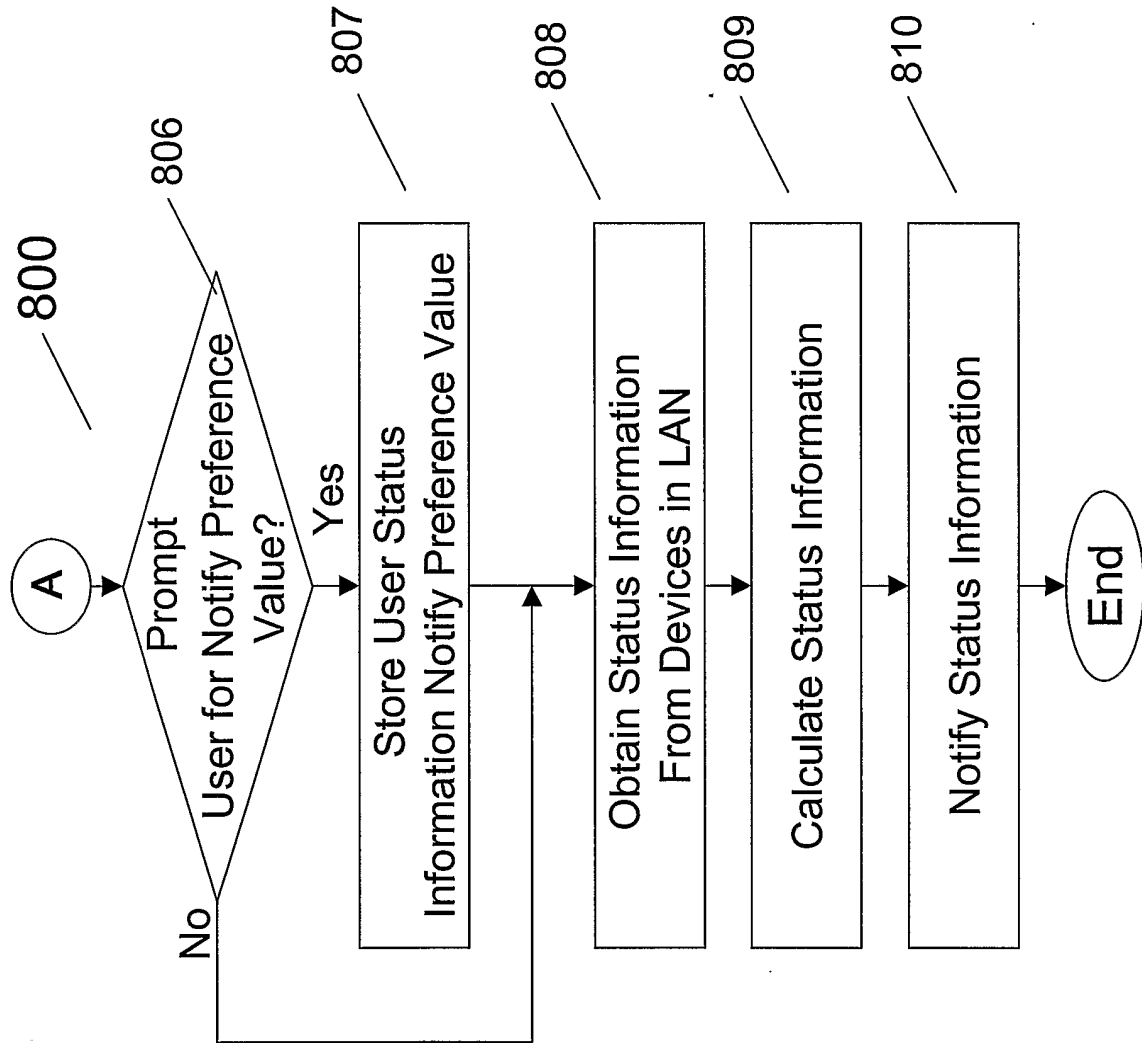 800
A
806
Prompt
User for Notify Preference
Value?
No
Yes
807
Store User Status
Information Notify Preference Value
808
Obtain Status Information
From Devices in LAN
809
Calculate Status Information
810
Notify Status Information
End